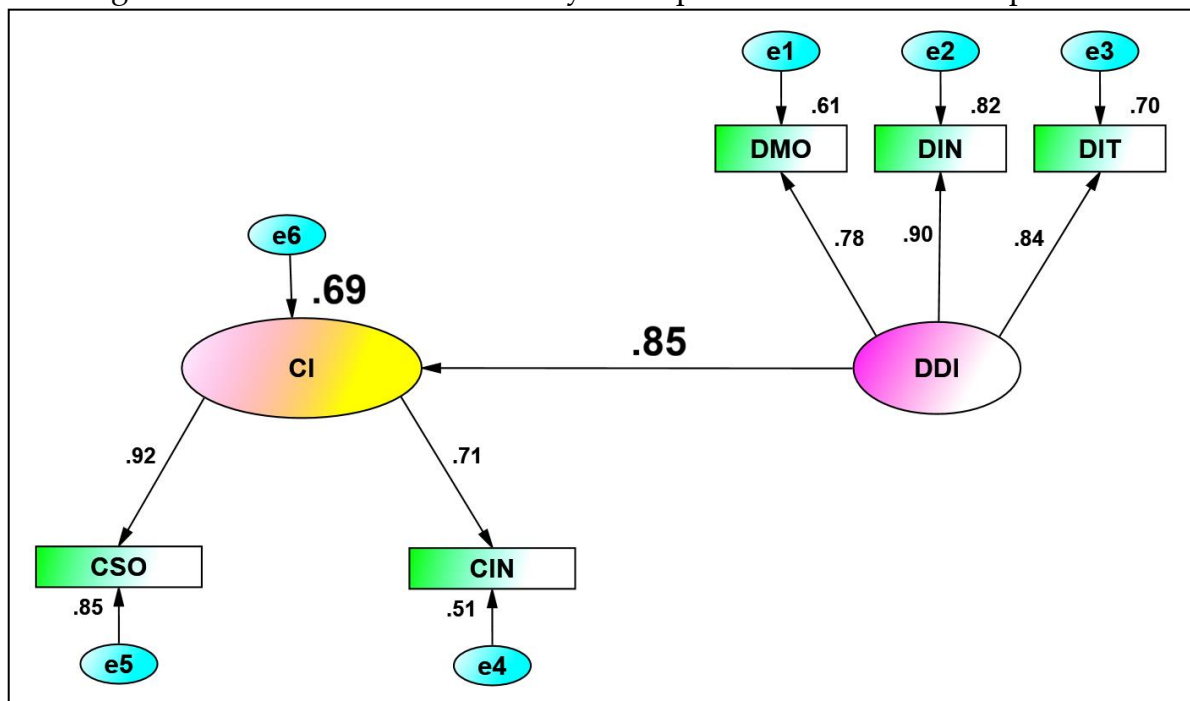 e1
e2
e3
.61
.82
.70
DMO
DIN
DIT
e6
.78
.90
.84
.69
.85
CI
DDI
.92
.71
CSO
CIN
.85
.51
e5
e4